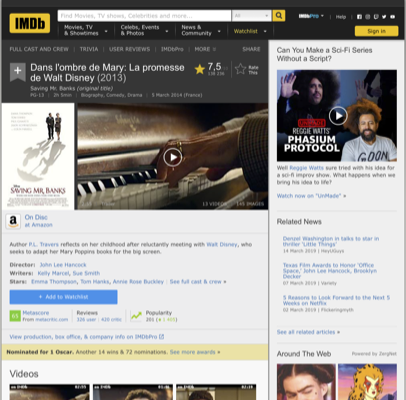 IMDb
Find Movies, TV shows, Celebrities and more...
All
IMDbPro
Help
Movies, TV & Showtimes
Celebs, Events & Photos
News & Community
Watchlist
Sign in
FULL CAST AND CREW | TRIVIA | USER REVIEWS | IMDbPro | MORE
SHARE
Dans l'ombre de Mary: La promesse de Walt Disney (2013)
Saving Mr. Banks (original title)
PG-13 | 2h 5min | Biography, Comedy, Drama | 5 March 2014 (France)
7,5
Rate This
SAVING MR. BANKS
On Disc
at Amazon
Author P.L. Travers reflects on her childhood after reluctantly meeting with Walt Disney, who
seeks to adapt her Mary Poppins books for the big screen.
Director: John Lee Hancock
Writers: Kelly Marcel, Sue Smith
Stars: Emma Thompson, Tom Hanks, Annie Rose Buckley | See full cast & crew »
+ Add to Watchlist
Metascore
From metacritic.com
Reviews
Popularity
View production, box office, & company info on IMDbPro
Nominated for 1 Oscar. Another 14 wins & 72 nominations. See more awards »
Videos
Can You Make a Sci-Fi Series
Without a Script?
REGGIE WATTS'
PHASIUM
PROTOCOL
Well Reggie Watts sure tried with his idea for
a sci-fi improv show. What happens when we
bring his idea to life?
Watch now on "UnMade" »
Related News
Denzel Washington in talks to star in
thriller 'Little Things'
14 March 2019 | HeyUGuys
Texas Film Awards to Honor 'Office
Space,' John Lee Hancock, Brooklyn
Decker
07 March 2019 | Variety
5 Reasons to Look Forward to the Next 5
Weeks on Netflix
02 March 2019 | Flickeringmyth
See all related articles »
Around The Web
Powered by ZergNet